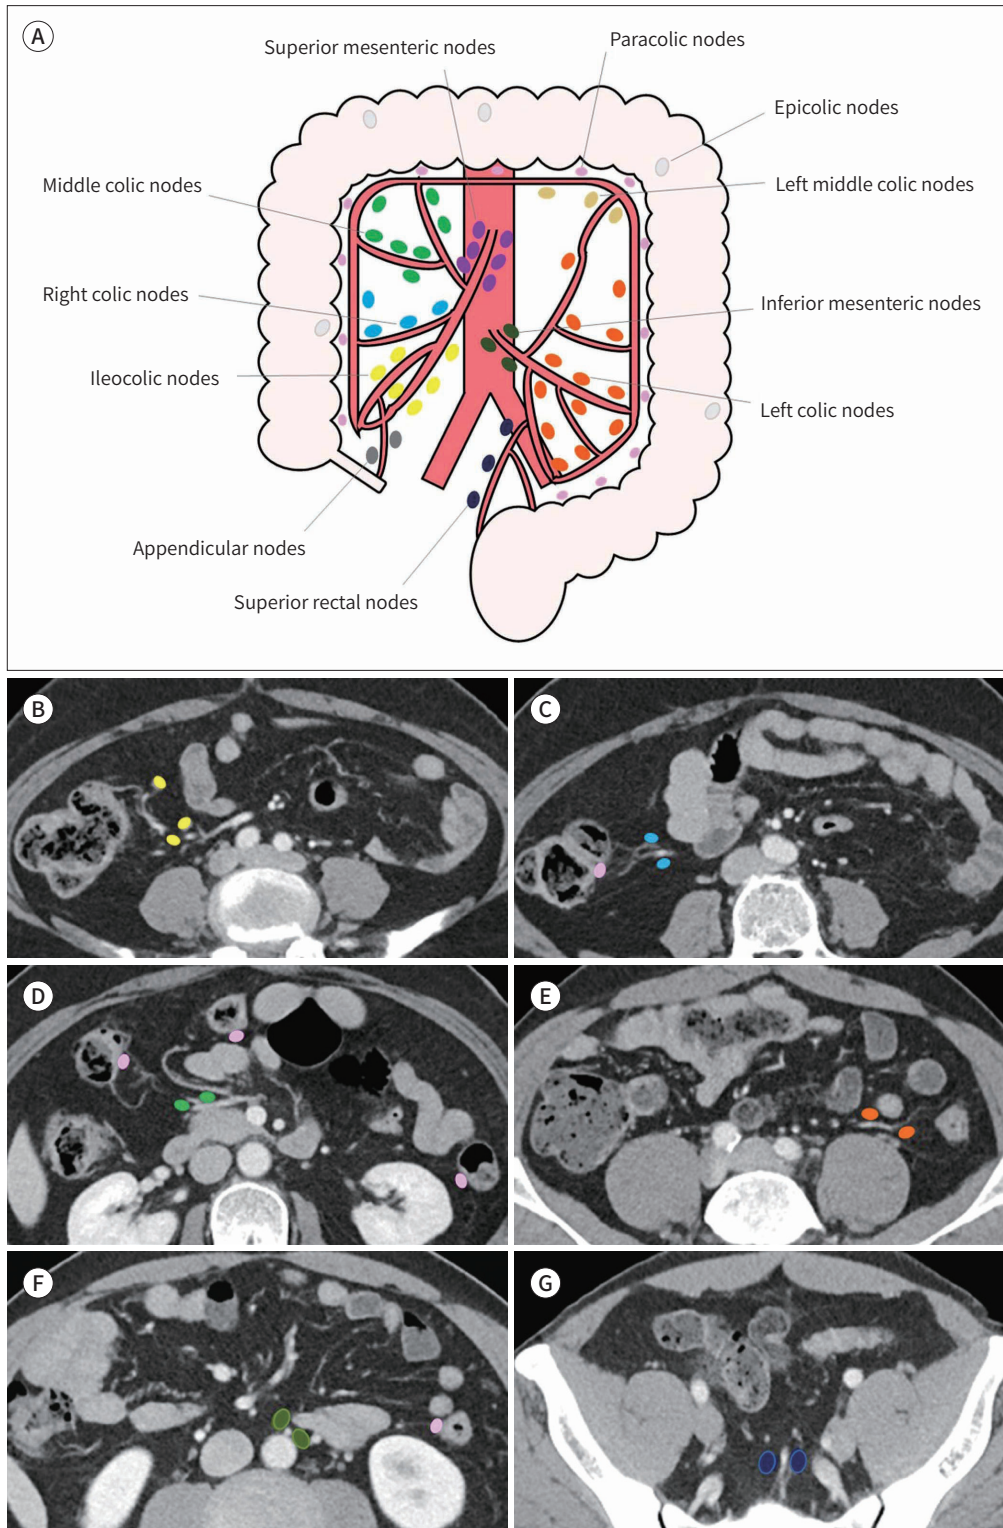 A
Superior mesenteric nodes
Paracolic nodes
Epicolic nodes
Middle colic nodes
Left middle colic nodes
Right colic nodes
Inferior mesenteric nodes
Ileocolic nodes
Left colic nodes
Appendicular nodes
Superior rectal nodes
B
C
D
E
F
G